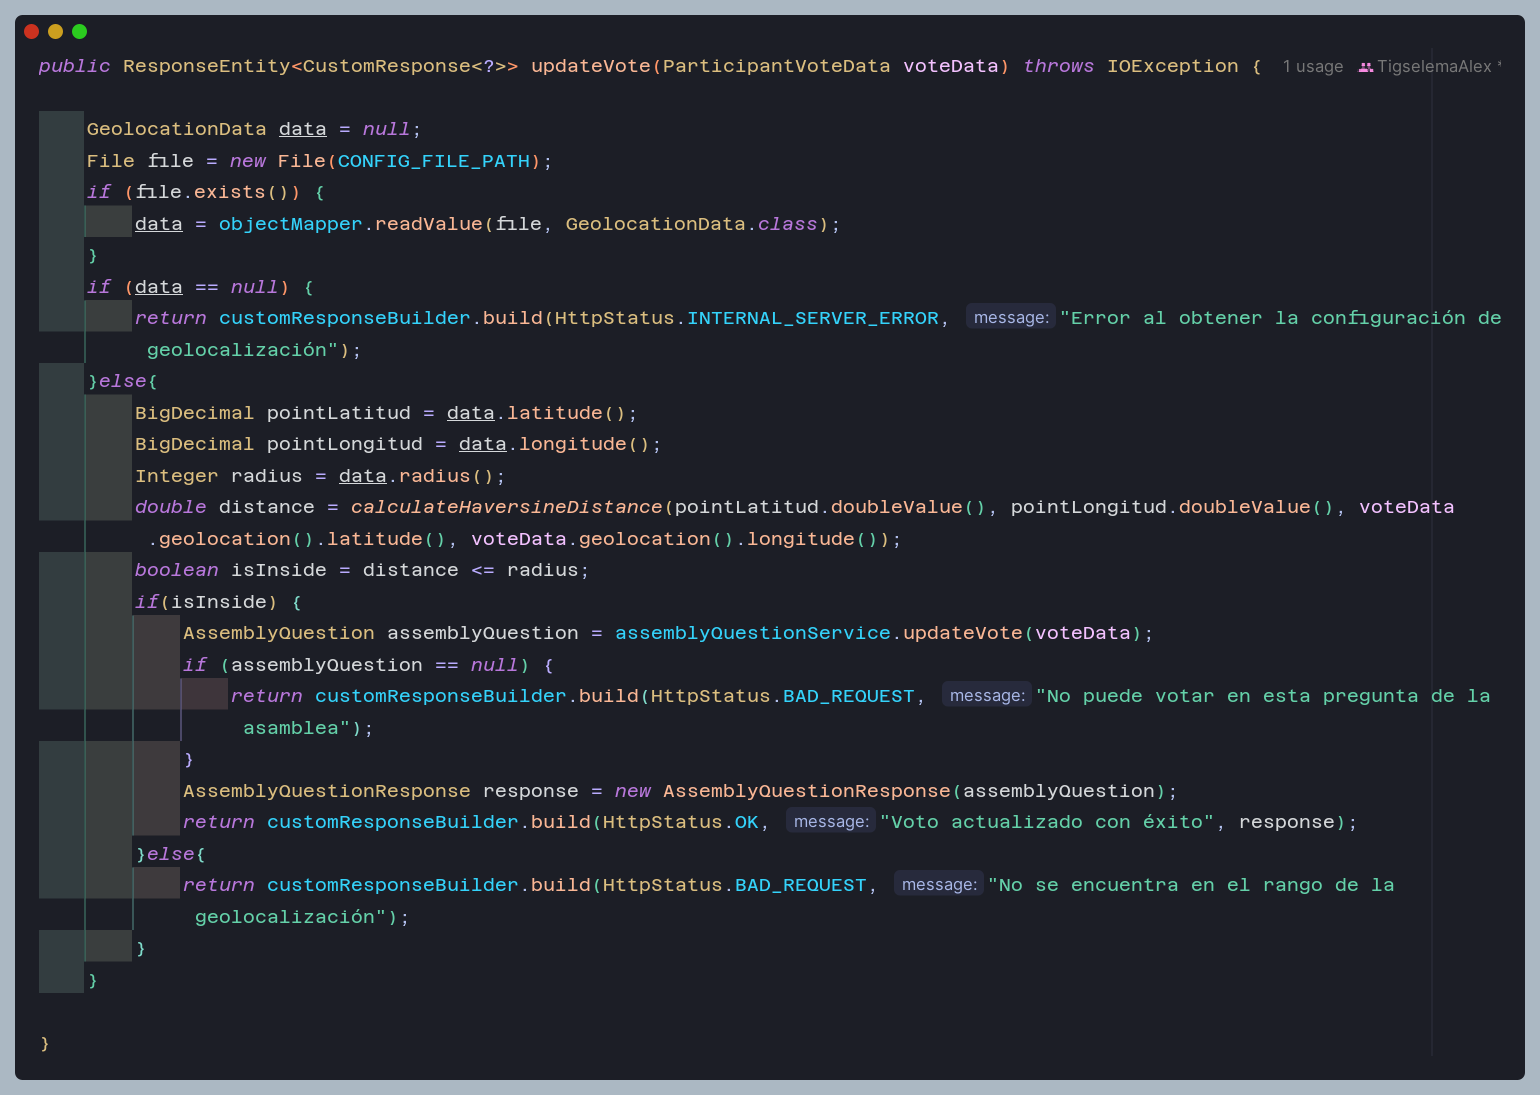 public ResponseEntity<CustomResponse<?>> updateVote(ParticipantVoteData voteData) throws IOException { 1 usage TigselemaAlex *
GeolocationData data = null;
File file = new File(CONFIG_FILE_PATH);
if (file.exists()) {
data = objectMapper.readValue(file, GeolocationData.class);
}
if (data == null) {
return customResponseBuilder.build(HttpStatus.INTERNAL_SERVER_ERROR, message: "Error al obtener la configuración de
geolocalización");
}else{
BigDecimal pointLatitud = data.latitude();
BigDecimal pointLongitud = data.longitude();
Integer radius = data.radius();
double distance = calculateHaversineDistance(pointLatitud.doubleValue(), pointLongitud.doubleValue(), voteData
.geolocation().latitude(), voteData.geolocation().longitude());
boolean isInside = distance <= radius;
if(isInside) {
AssemblyQuestion assemblyQuestion = assemblyQuestionService.updateVote(voteData);
if (assemblyQuestion == null) {
return customResponseBuilder.build(HttpStatus.BAD_REQUEST, message: "No puede votar en esta pregunta de la
asamblea");
}
AssemblyQuestionResponse response = new AssemblyQuestionResponse(assemblyQuestion);
return customResponseBuilder.build(HttpStatus.OK, message: "Voto actualizado con éxito", response);
}else{
return customResponseBuilder.build(HttpStatus.BAD_REQUEST, message: "No se encuentra en el rango de la
geolocalización");
}
}
}